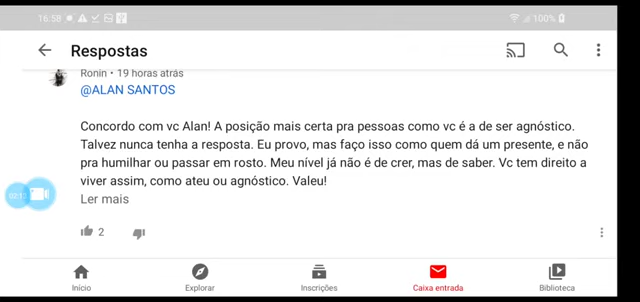 16:58
100%
Respostas
Ronin • 19 horas atrás
@ALAN SANTOS
Concordo com vc Alan! A posição mais certa pra pessoas como vc é a de ser agnóstico.
Talvez nunca tenha a resposta. Eu provo, mas faço isso como quem dá um presente, e não
pra humilhar ou passar em rosto. Meu nível já não é de crer, mas de saber. Vc tem direito a
viver assim, como ateu ou agnóstico. Valeu!
Ler mais
2
Início
Explorar
Inscrições
Caixa entrada
Biblioteca